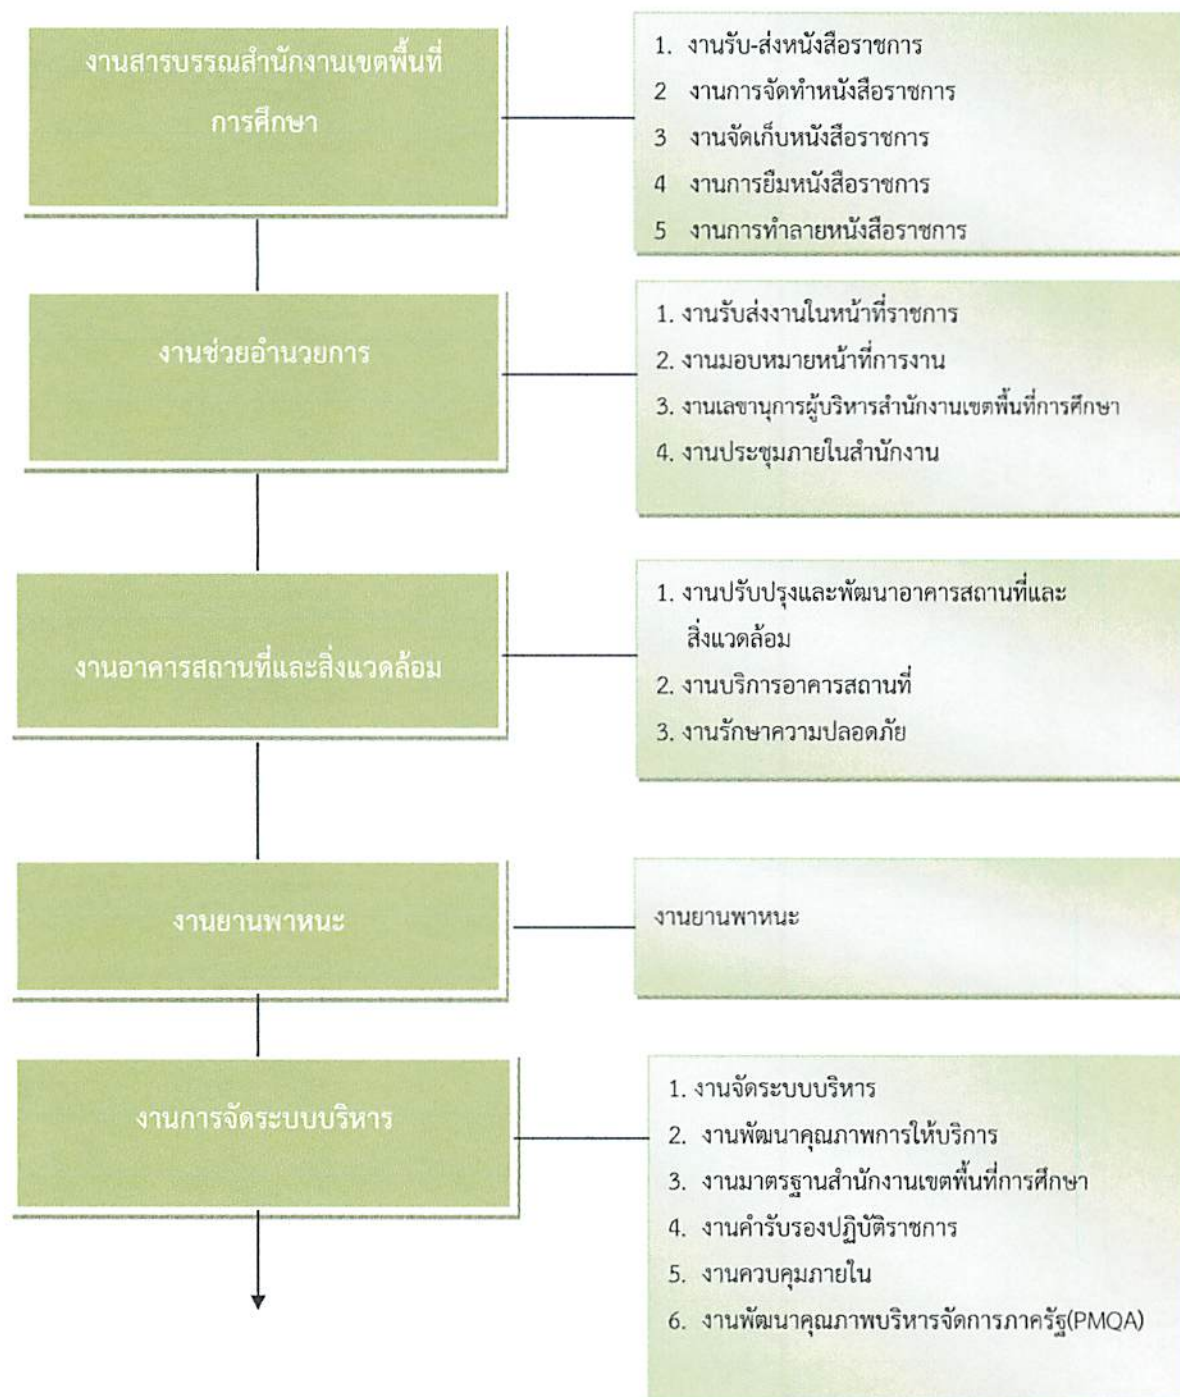 งานสารบรรณสำนักงานเขตพื้นที่
การศึกษา
1. งานรับ-ส่งหนังสือราชการ
2 งานการจัดทำหนังสือราชการ
3 งานจัดเก็บหนังสือราชการ
4 งานการยืมหนังสือราชการ
5 งานการทำลายหนังสือราชการ
งานช่วยอำนวยการ
1. งานรับส่งงานในหน้าที่ราชการ
2. งานมอบหมายหน้าที่การงาน
3. งานเลขานุการผู้บริหารสำนักงานเขตพื้นที่การศึกษา
4. งานประชุมภายในสำนักงาน
งานอาคารสถานที่และสิ่งแวดล้อม
1. งานปรับปรุงและพัฒนาอาคารสถานที่และ
สิ่งแวดล้อม
2. งานบริการอาคารสถานที่
3. งานรักษาความปลอดภัย
งานยานพาหนะ
งานยานพาหนะ
งานการจัดระบบบริหาร
1. งานจัดระบบบริหาร
2. งานพัฒนาคุณภาพการให้บริการ
3. งานมาตรฐานสำนักงานเขตพื้นที่การศึกษา
4. งานคำรับรองปฏิบัติราชการ
5. งานควบคุมภายใน
6. งานพัฒนาคุณภาพบริหารจัดการภาครัฐ(PMQA)